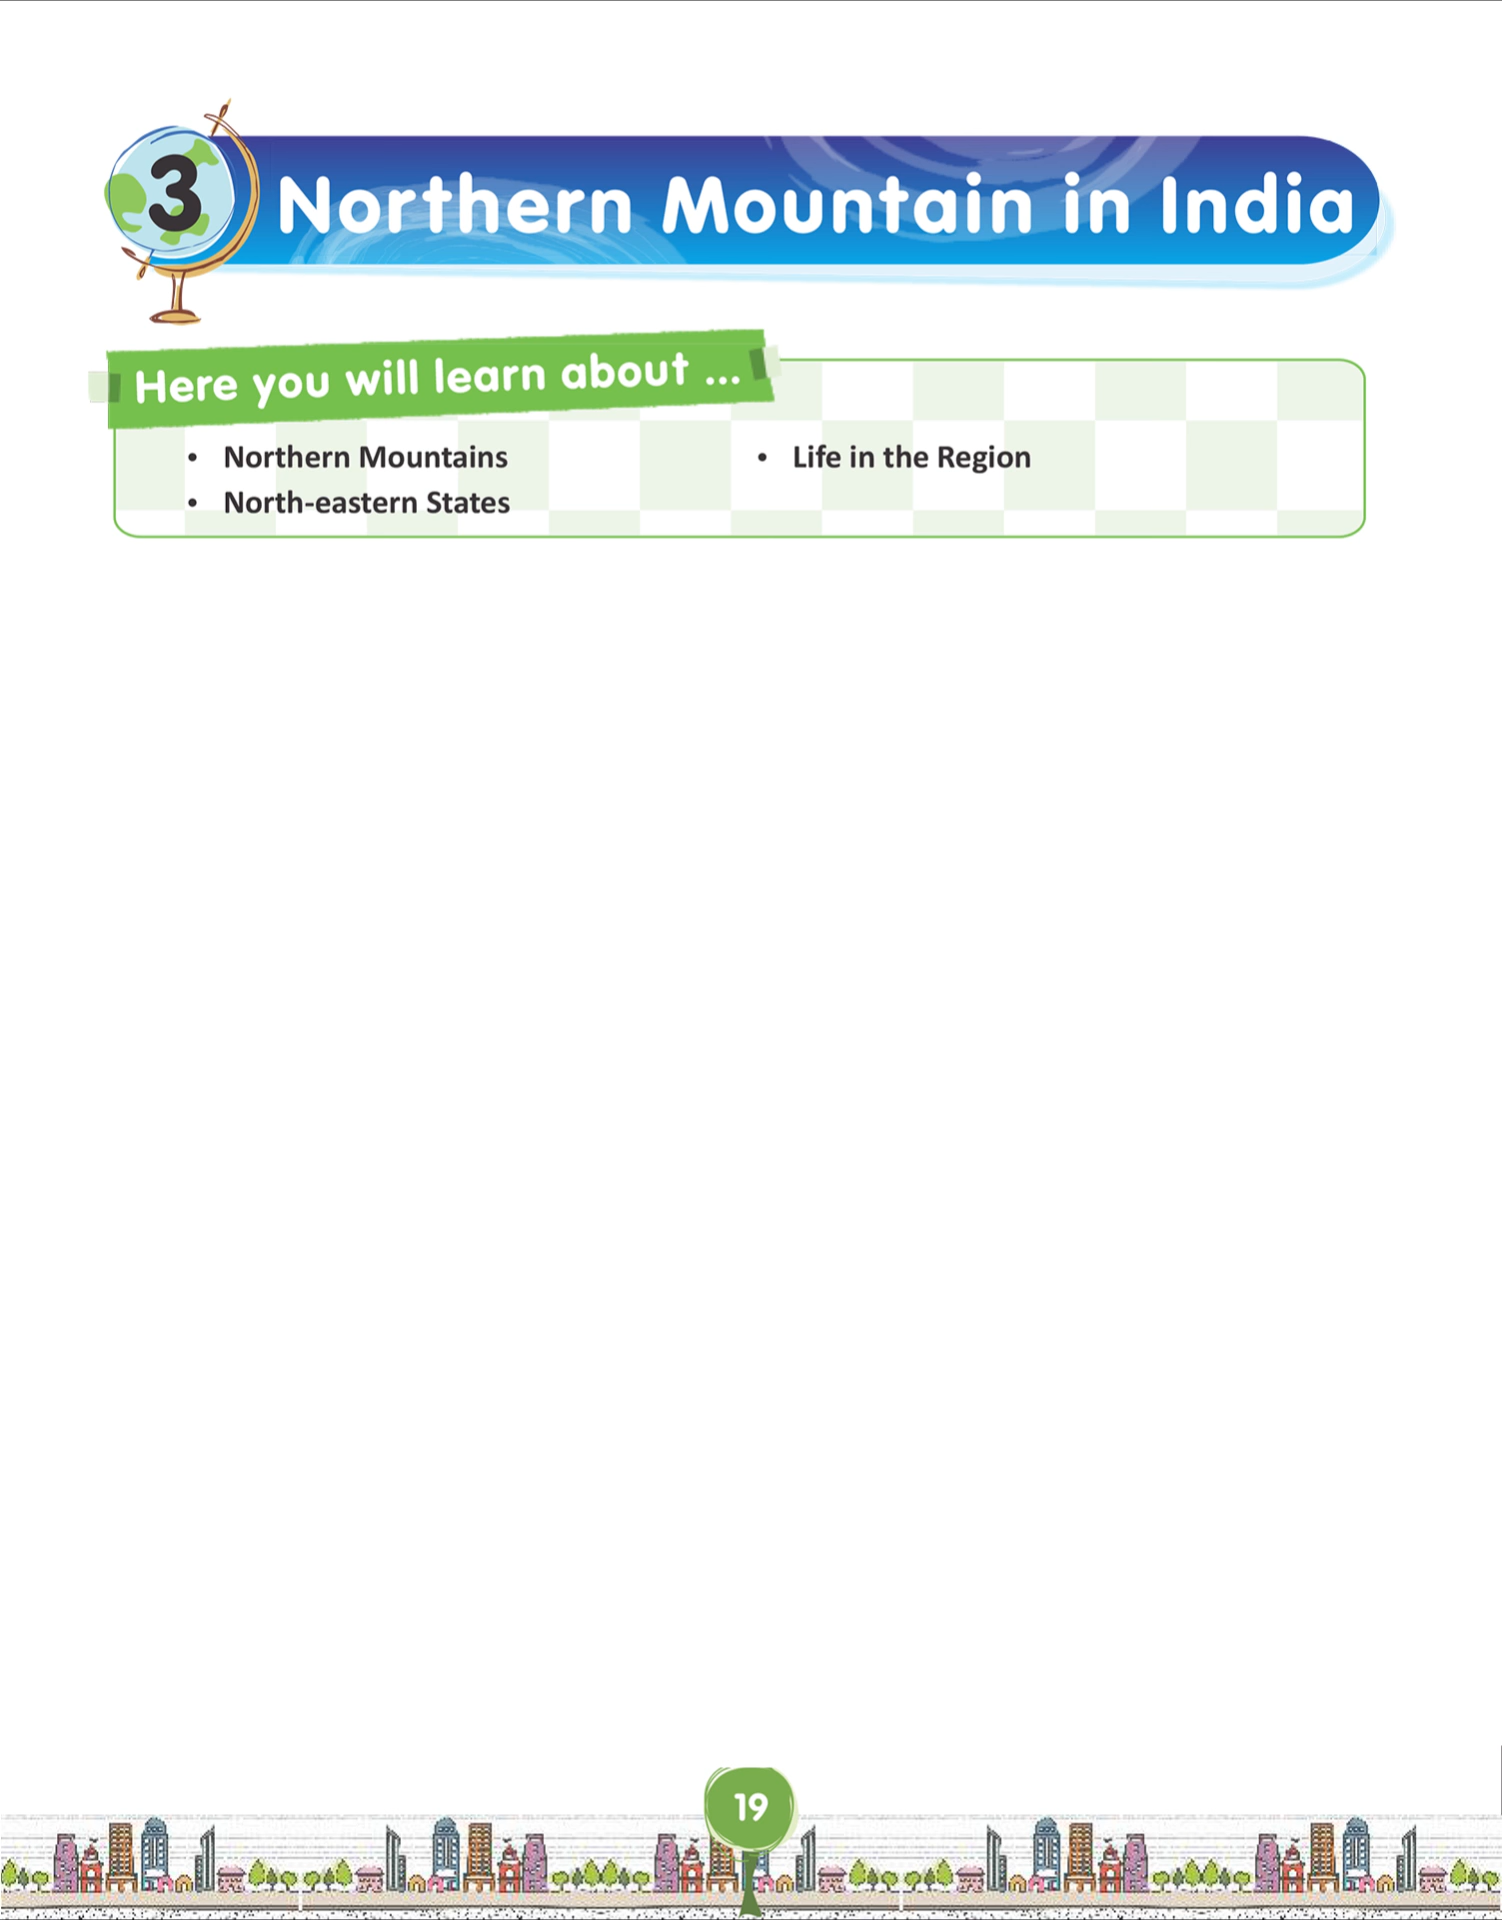 3 Northern Mountain in India
Here you will learn about ...
• Northern Mountains
• North-eastern States
• Life in the Region
19